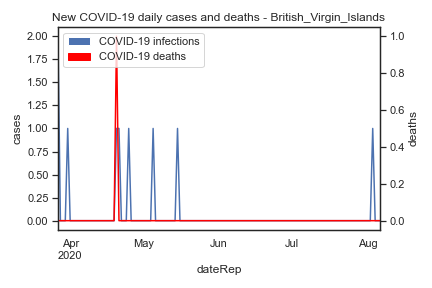 New COVID-19 daily cases and deaths - British_Virgin_Islands
COVID-19 infections
COVID-19 deaths
2.00
1.75
1.50
1.25
1.00
0.75
0.50
0.25
0.00
cases
1.0
0.8
0.6
0.4
0.2
0.0
deaths
Apr
2020
May
Jun
Jul
Aug
dateRep